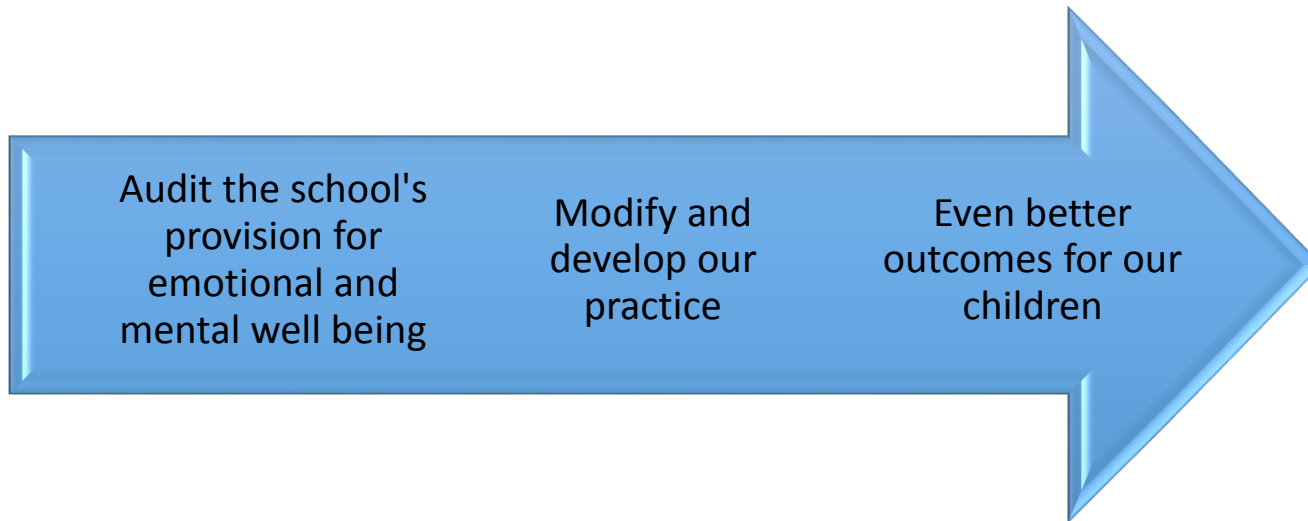 Audit the school's
provision for
emotional and
mental well being
Modify and
develop our
practice
Even better
outcomes for our
children